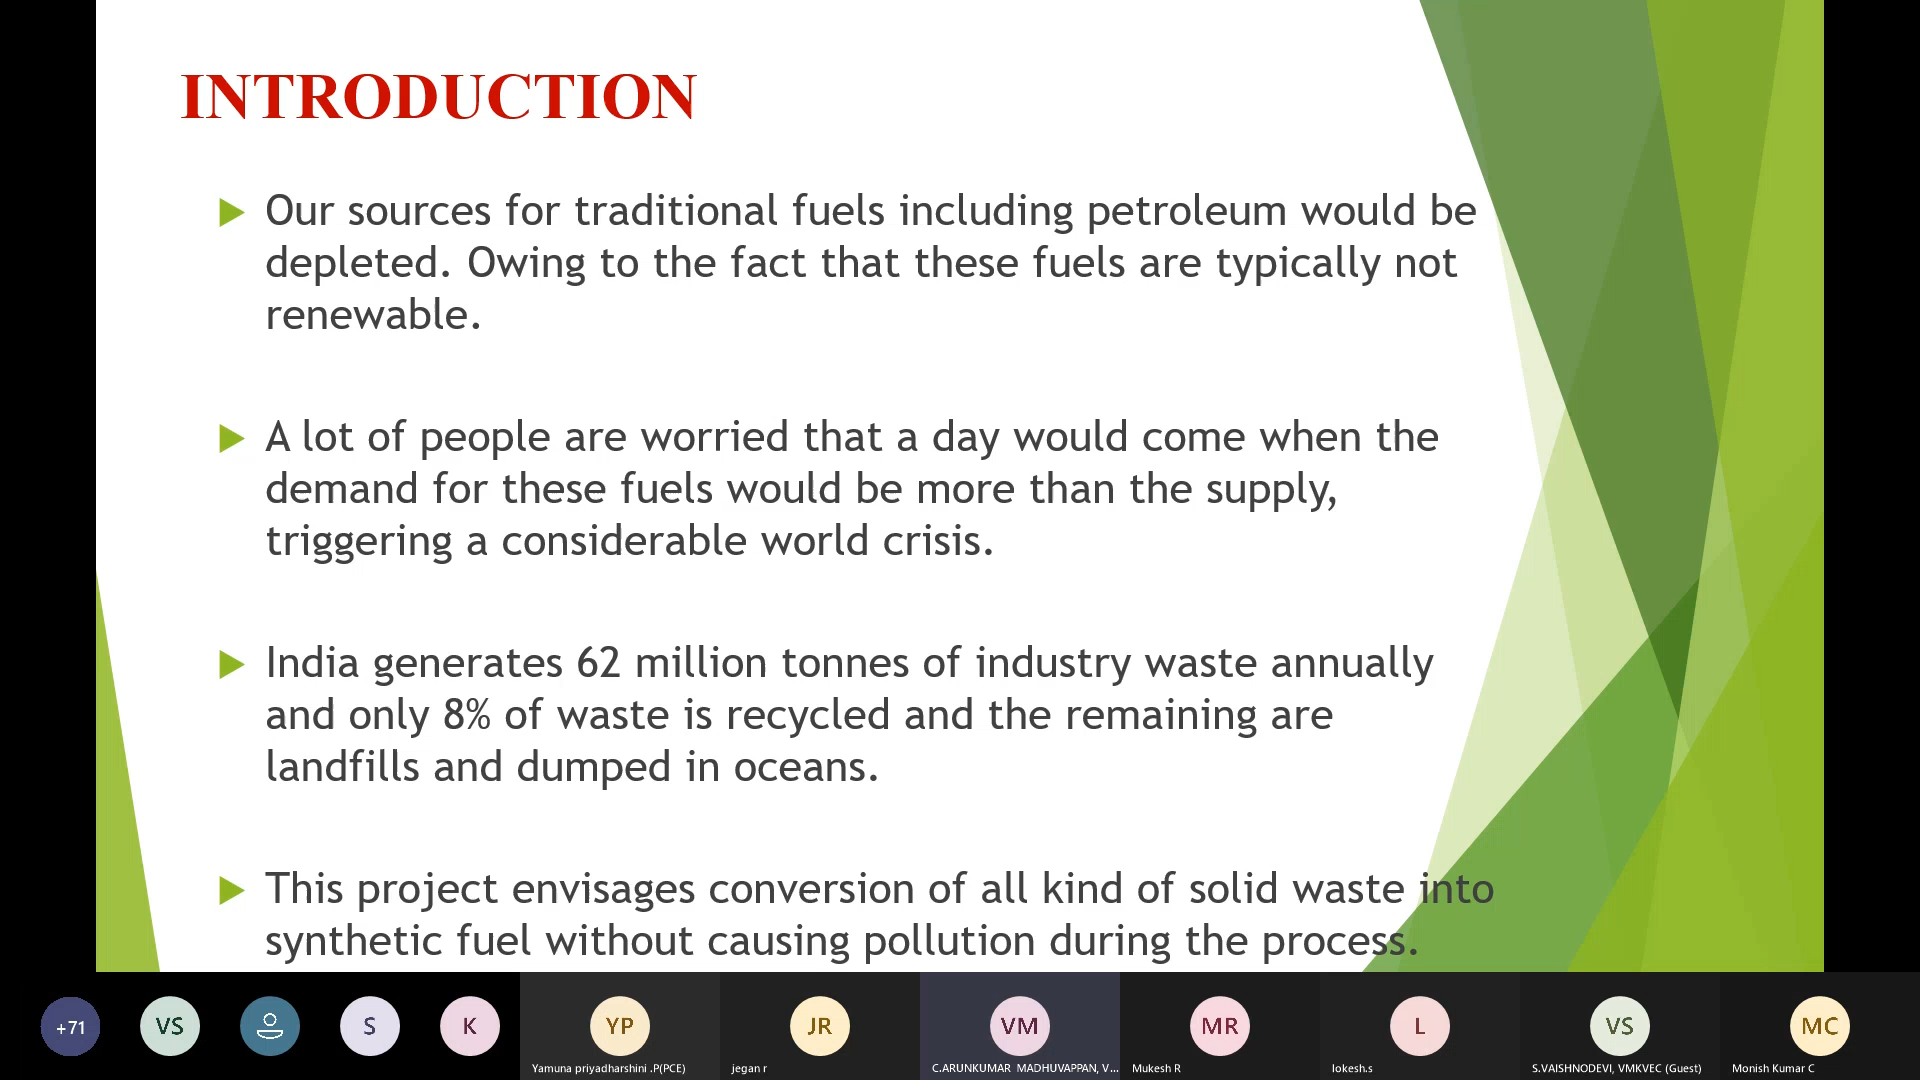 INTRODUCTION
Our sources for traditional fuels including petroleum would be
depleted. Owing to the fact that these fuels are typically not
renewable.
A lot of people are worried that a day would come when the
demand for these fuels would be more than the supply,
triggering a considerable world crisis.
India generates 62 million tonnes of industry waste annually
and only 8% of waste is recycled and the remaining are
landfills and dumped in oceans.
This project envisages conversion of all kind of solid waste into
synthetic fuel without causing pollution during the process.
+71
VS
S
K
YP
JR
VM
MR
L
VS
MC
Yamuna priyadharshini .P(PCE)
jegan r
C.ARUNKUMAR MADHUVAPPAN, V...
Mukesh R
lokesh.s
S.VAISHNODEVI, VMKVEC (Guest)
Monish Kumar C